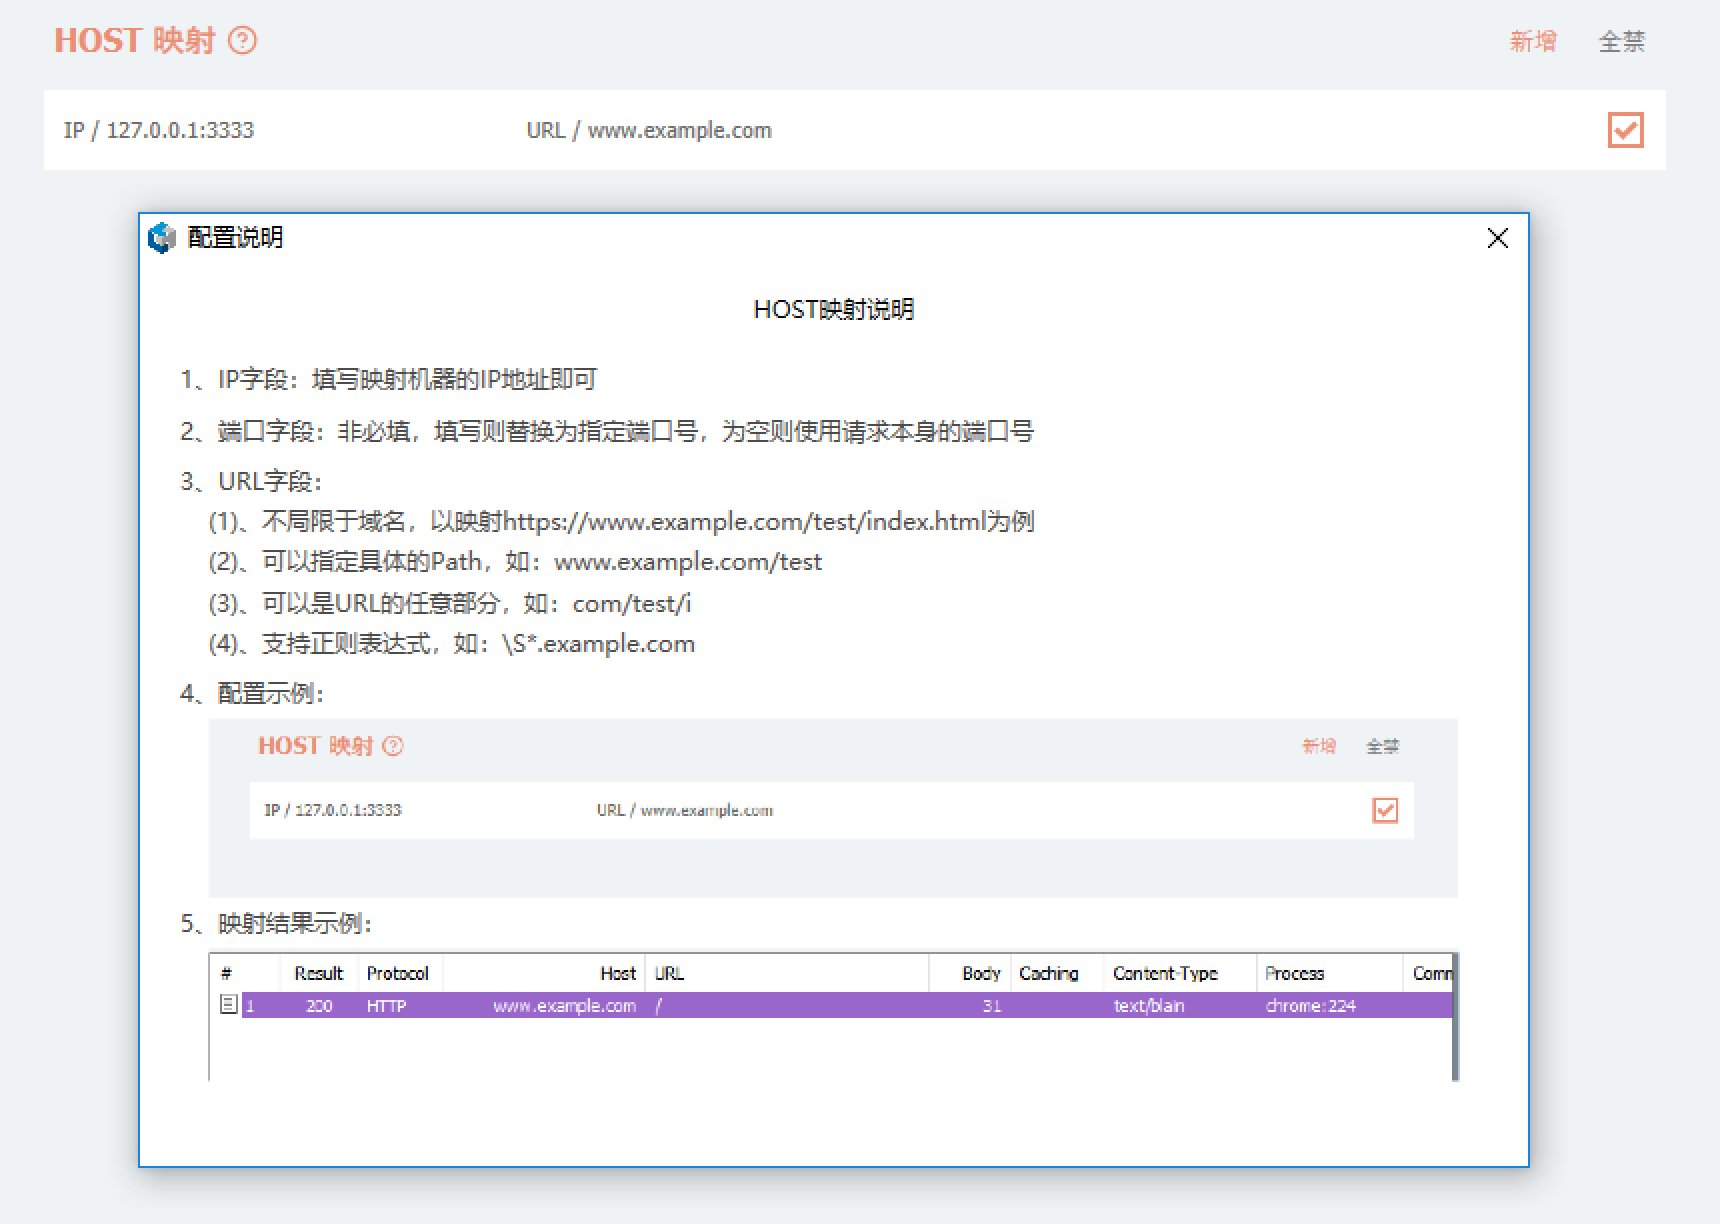 HOST 映射 ?
新增 全禁
IP / 127.0.0.1:3333 URL / www.example.com
配置说明
HOST映射说明
1、IP字段：填写映射机器的IP地址即可
2、端口字段：非必填，填写则替换为指定端口号，为空则使用请求本身的端口号
3、URL字段：
(1)、不局限于域名，以映射https://www.example.com/test/index.html为例
(2)、可以指定具体的Path，如：www.example.com/test
(3)、可以是URL的任意部分，如：com/test/i
(4)、支持正则表达式，如：\S*.example.com
4、配置示例：
HOST 映射 ?
新增 全禁
IP / 127.0.0.1:3333 URL / www.example.com
5、映射结果示例：
# Result Protocol Host URL Body Caching Content-Type Process Comm
1 200 HTTP www.example.com / 31 text/blain chrome:224